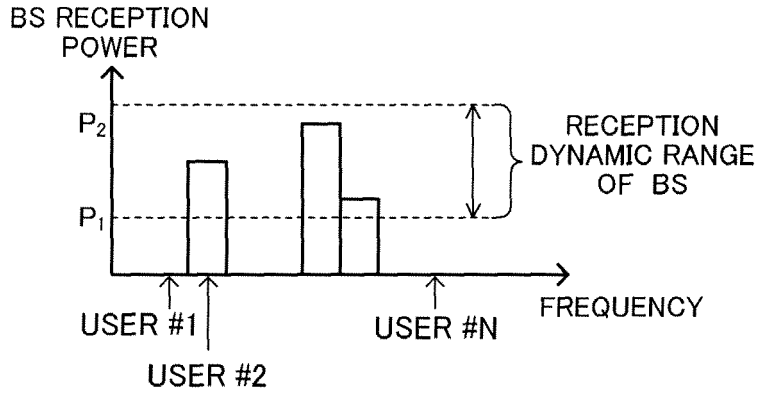 BS RECEPTION
POWER
P₂
RECEPTION
DYNAMIC RANGE
OF BS
P₁
FREQUENCY
USER #1
USER #N
USER #2